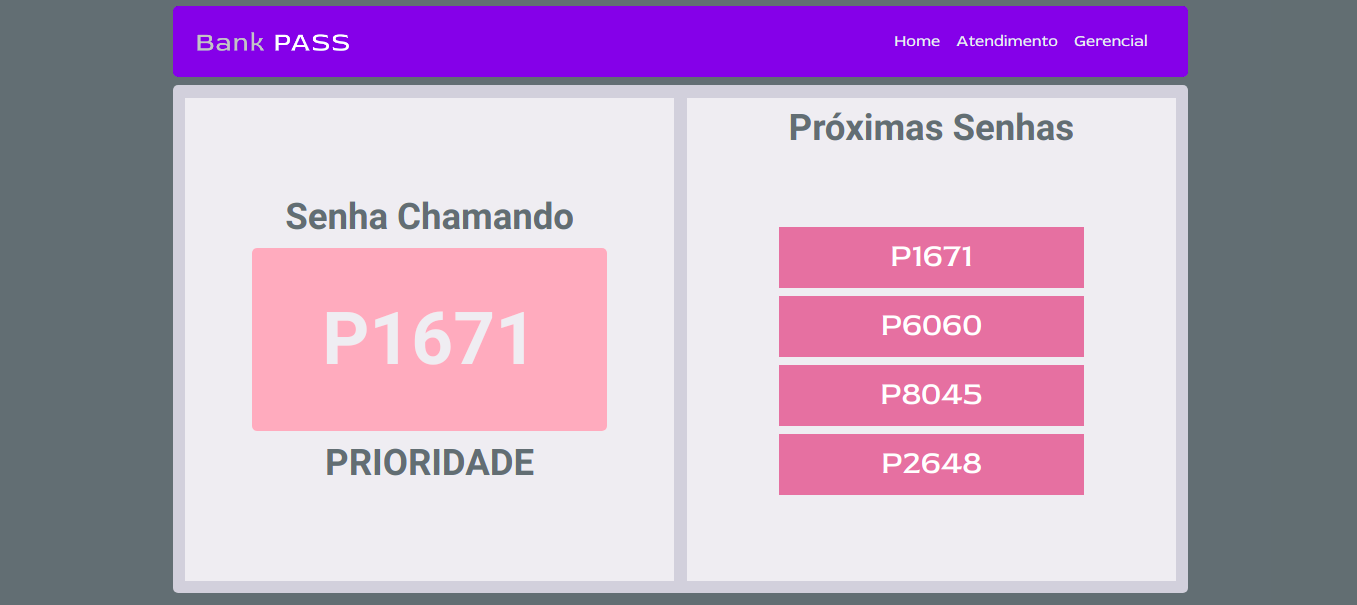 Bank PASS
Home Atendimento Gerencial
Senha Chamando
P1671
PRIORIDADE
Próximas Senhas
P1671
P6060
P8045
P2648